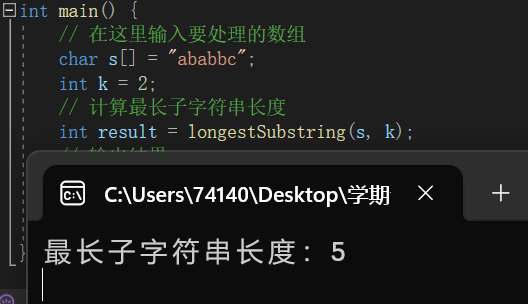 int main() {
// 在这里输入要处理的数组
char s[] = "ababbc";
int k = 2;
// 计算最长子字符串长度
int result = longestSubstring(s, k);
C:\Users\74140\Desktop\学期
最长子字符串长度: 5
}